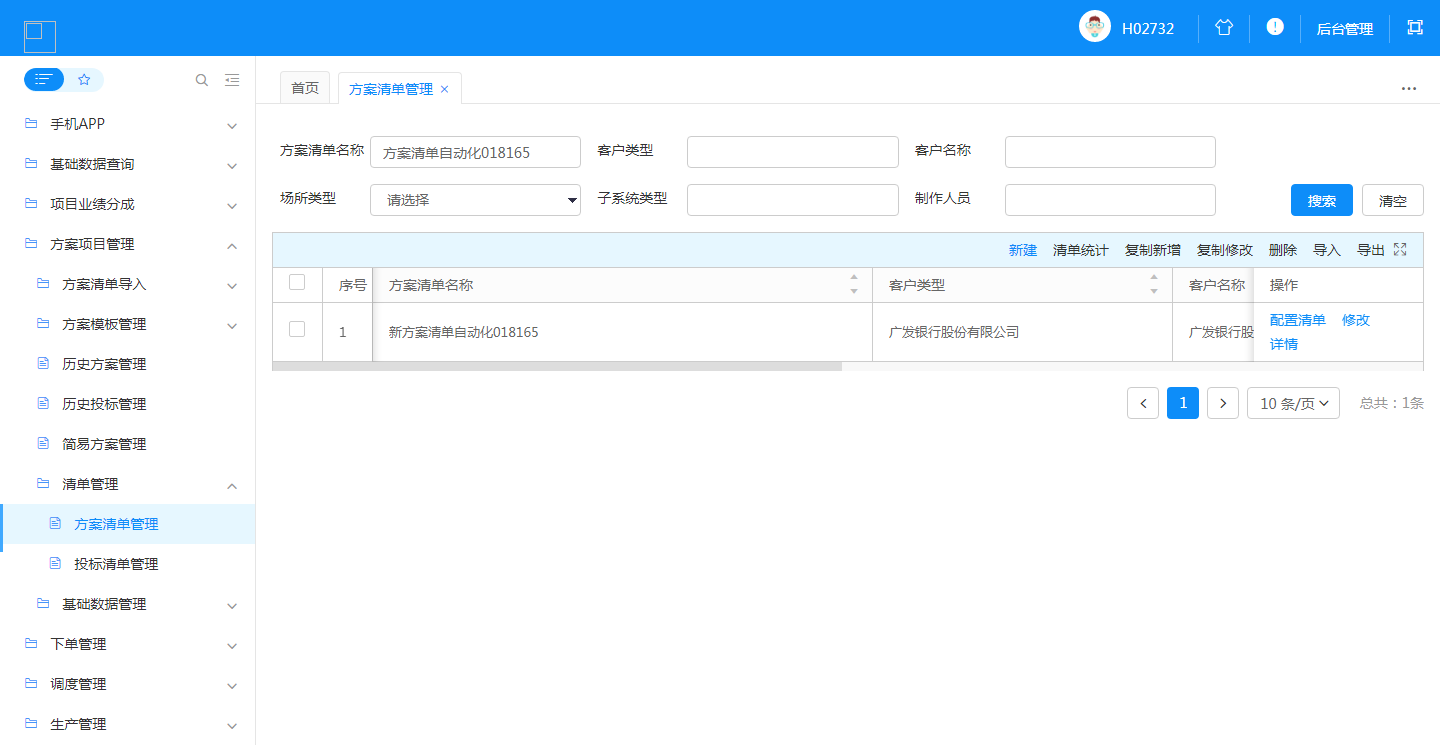 H02732
后台管理
手机APP
基础数据查询
项目业绩分成
方案项目管理
方案清单导入
方案模板管理
历史方案管理
历史投标管理
简易方案管理
清单管理
方案清单管理
投标清单管理
基础数据管理
下单管理
调度管理
生产管理
首页 方案清单管理
方案清单名称 方案清单自动化018165 客户类型 客户名称
场所类型 请选择 子系统类型 制作人员 搜索 清空
新建 清单统计 复制新增 复制修改 删除 导入 导出
序号 方案清单名称 客户类型 客户名称 操作
1 新方案清单自动化018165 广发银行股份有限公司 广发银行股 配置清单 修改
详情
1 10 条/页 总共：1条